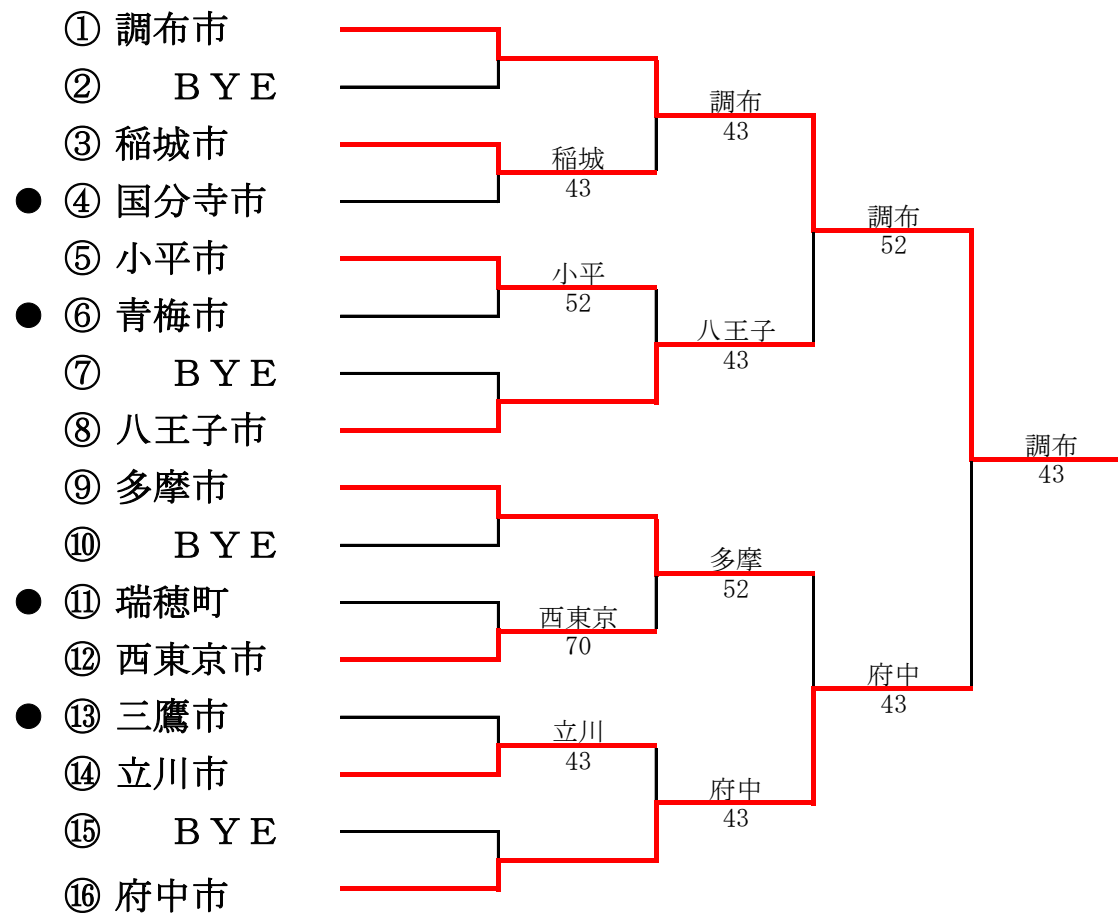 ① 調布市
② ＢＹＥ
③ 稲城市
● ④ 国分寺市
⑤ 小平市
● ⑥ 青梅市
⑦ ＢＹＥ
⑧ 八王子市
⑨ 多摩市
⑩ ＢＹＥ
● ⑪ 瑞穂町
⑫ 西東京市
● ⑬ 三鷹市
⑭ 立川市
⑮ ＢＹＥ
⑯ 府中市
稲城
43
小平
52
西東京
70
立川
43
調布
43
八王子
43
多摩
52
府中
43
調布
52
府中
43
調布
43